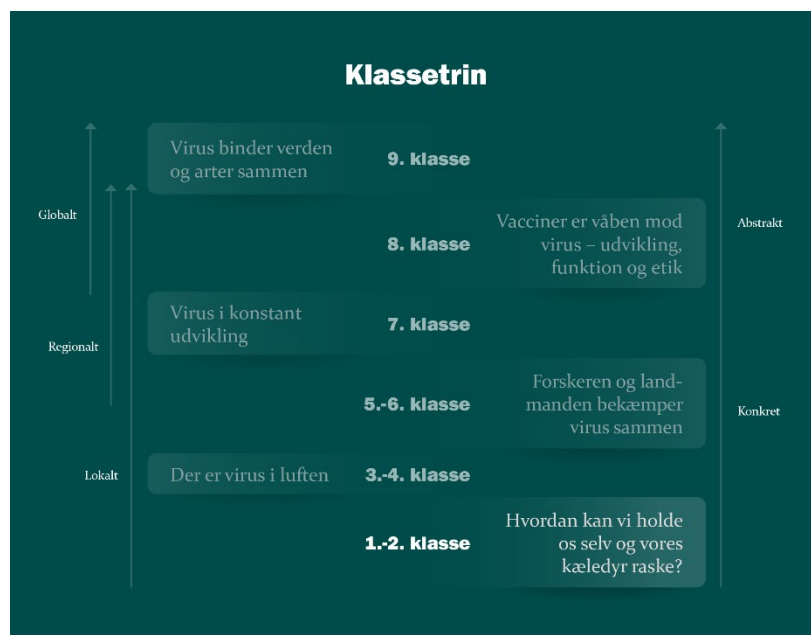 Klassetrin
Virus binder verden
og arter sammen
9. klasse
Globalt
Abstrakt
8. klasse
Vacciner er våben mod
virus – udvikling,
funktion og etik
Virus i konstant
udvikling
7. klasse
Regionalt
5.-6. klasse
Forskeren og land-
manden bekæmper
virus sammen
Konkret
Lokalt
Der er virus i luften
3.-4. klasse
1.-2. klasse
Hvordan kan vi holde
os selv og vores
kæledyr raske?